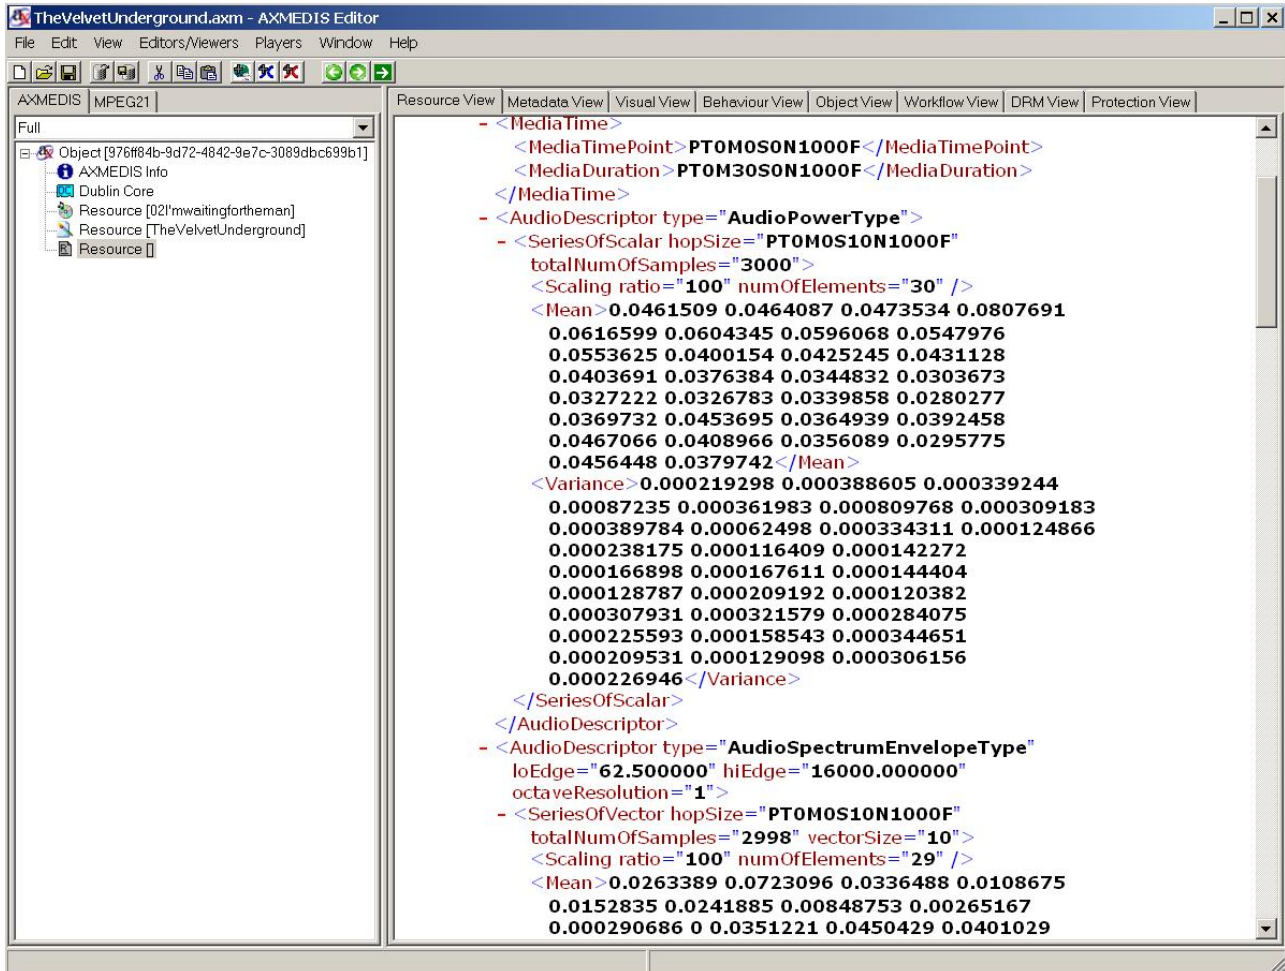 TheVelvetUnderground.axm - AXMEDIS Editor
File Edit View Editors/Viewers Players Window Help
AXMEDIS MPEG21
Full
Object [976ff84b-9d72-4842-9e7c-3089dbc699b1]
AXMEDIS Info
Dublin Core
Resource [02I'mwaitingfortheman]
Resource [TheVelvetUnderground]
Resource []
Resource View Metadata View Visual View Behaviour View Object View Workflow View DRM View Protection View
- <MediaTime>
<MediaTimePoint>PT0M0S0N1000F</MediaTimePoint>
<MediaDuration>PT0M30S0N1000F</MediaDuration>
</MediaTime>
- <AudioDescriptor type="AudioPowerType">
- <SeriesOfScalar hopSize="PT0M0S10N1000F"
totalNumOfSamples="3000">
<Scaling ratio="100" numOfElements="30" />
<Mean>0.0461509 0.0464087 0.0473534 0.0807691
0.0616599 0.0604345 0.0596068 0.0547976
0.0553625 0.0400154 0.0425245 0.0431128
0.0403691 0.0376384 0.0344832 0.0303673
0.0327222 0.0326783 0.0339858 0.0280277
0.0369732 0.0453695 0.0364939 0.0392458
0.0467066 0.0408966 0.0356089 0.0295775
0.0456448 0.0379742</Mean>
<Variance>0.000219298 0.000388605 0.000339244
0.00087235 0.000361983 0.000809768 0.000309183
0.000389784 0.00062498 0.000334311 0.000124866
0.000238175 0.000116409 0.000142272
0.000166898 0.000167611 0.000144404
0.000128787 0.000209192 0.000120382
0.000307931 0.000321579 0.000284075
0.000225593 0.000158543 0.000344651
0.000209531 0.000129098 0.000306156
0.000226946</Variance>
</SeriesOfScalar>
</AudioDescriptor>
- <AudioDescriptor type="AudioSpectrumEnvelopeType"
loEdge="62.500000" hiEdge="16000.000000"
octaveResolution="1">
- <SeriesOfVector hopSize="PT0M0S10N1000F"
totalNumOfSamples="2998" vectorSize="10">
<Scaling ratio="100" numOfElements="29" />
<Mean>0.0263389 0.0723096 0.0336488 0.0108675
0.0152835 0.0241885 0.00848753 0.00265167
0.000290686 0 0.0351221 0.0450429 0.0401029